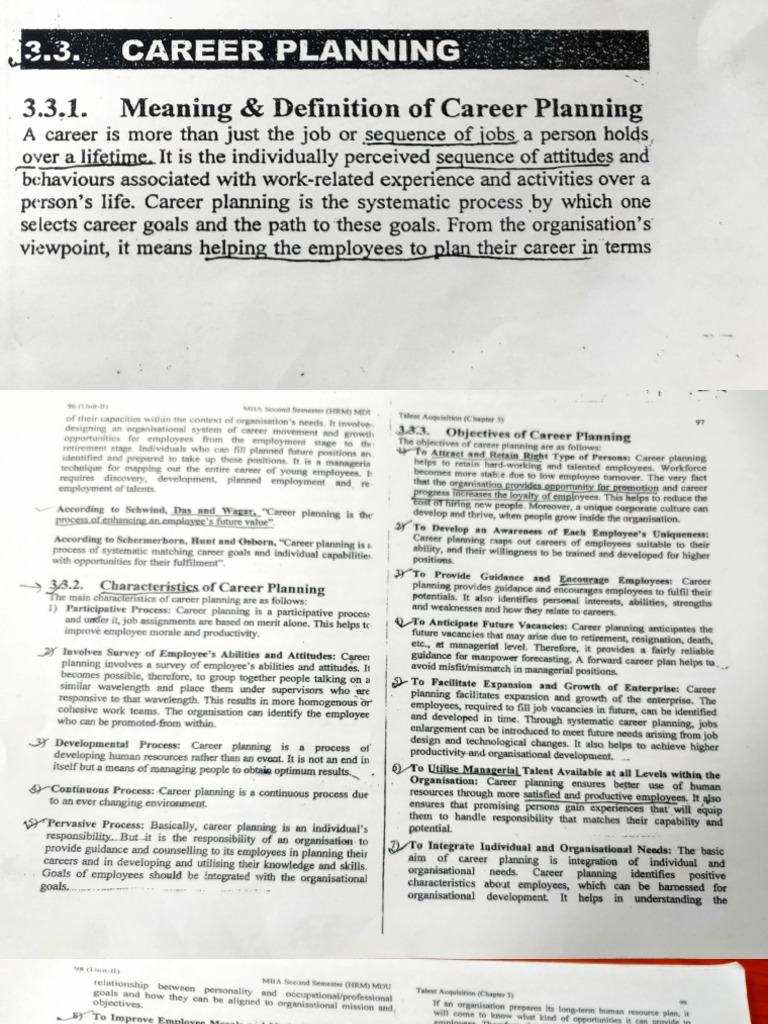 3.3. CAREER PLANNING
3.3.1. Meaning & Definition of Career Planning
A career is more than just the job or sequence of jobs a person holds
over a lifetime. It is the individually perceived sequence of attitudes and
behaviours associated with work-related experience and activities over a
person's life. Career planning is the systematic process by which one
selects career goals and the path to these goals. From the organisation's
viewpoint, it means helping the employees to plan their career in terms
96 (Unit-II) MBA Second Semester (HRM) MDU
of their capacities within the context of organisation's needs. It involve
designing an organisational system of career movement and growth
opportunities for employees from the employment stage to th
retirement stage. Individuals who can fill planned future positions are
identified and prepared to take up these positions. It is a manageria
technique for mapping out the entire career of young employees. It
requires discovery, development, planned employment and re-
employment of talents.
According to Schwind, Das and Wagar, "Career planning is the
process of enhancing an employee's future value".
According to Schermerborn, Hunt and Osborn, "Career planning is a
process of systematic matching career goals and individual capabilities
with opportunities for their fulfilment".
3.3.2. Characteristics of Career Planning
The main characteristics of career planning are as follows:
1) Participative Process: Career planning is a participative process
and under it, job assignments are based on merit alone. This helps to
improve employee morale and productivity.
2) Involves Survey of Employee's Abilities and Attitudes: Career
planning involves a survey of employee's abilities and attitudes. It
becomes possible, therefore, to group together people talking on a
similar wavelength and place them under supervisors who are
responsive to that wavelength. This results in more homogenous or
cohesive work teams. The organisation can identify the employee
who can be promoted from within.
3) Developmental Process: Career planning is a process of
developing human resources rather than an event. It is not an end in
itself but a means of managing people to obtain optimum results.
4) Continuous Process: Career planning is a continuous process due
to an ever changing environment.
5) Pervasive Process: Basically, career planning is an individual's
responsibility. But it is the responsibility of an organisation to
provide guidance and counselling to its employees in planning their
careers and in developing and utilising their knowledge and skills.
Goals of employees should be integrated with the organisational
goals.
Talent Acquisition (Chapter 3) 97
3.3.3. Objectives of Career Planning
The objectives of career planning are as follows:
1) To Attract and Retain Right Type of Persons: Career planning
helps to retain hard-working and talented employees. Workforce
becomes more stable due to low employee turnover. The very fact
that the organisation provides opportunity for promotion and career
progress increases the loyalty of employees. This helps to reduce the
cost of hiring new people. Moreover, a unique corporate culture can
develop and thrive, when people grow inside the organisation.
2) To Develop an Awareness of Each Employee's Uniqueness:
Career planning maps out careers of employees suitable to their
ability, and their willingness to be trained and developed for higher
positions.
3) To Provide Guidance and Encourage Employees: Career
planning provides guidance and encourages employees to fulfil their
potentials. It also identifies personal interests, abilities, strengths
and weaknesses and how they relate to careers.
4) To Anticipate Future Vacancies: Career planning anticipates the
future vacancies that may arise due to retirement, resignation, death,
etc., at managerial level. Therefore, it provides a fairly reliable
guidance for manpower forecasting. A forward career plan helps to
avoid misfit/mismatch in managerial positions.
5) To Facilitate Expansion and Growth of Enterprise: Career
planning facilitates expansion and growth of the enterprise. The
employees, required to fill job vacancies in future, can be identified
and developed in time. Through systematic career planning, jobs
enlargement can be introduced to meet future needs arising from job
design and technological changes. It also helps to achieve higher
productivity and organisational development.
6) To Utilise Managerial Talent Available at all Levels within the
Organisation: Career planning ensures better use of human
resources through more satisfied and productive employees. It also
ensures that promising persons gain experiences that will equip
them to handle responsibility that matches their capability and
potential.
7) To Integrate Individual and Organisational Needs: The basic
aim of career planning is integration of individual and
organisational needs. Career planning identifies positive
characteristics about employees, which can be harnessed for
organisational development. It helps in understanding the
98 (Unit-II) MBA Second Semester (HRM) MDU
relationship between personality and occupational/professional
goals and how they can be aligned to organisational mission and
objectives.
8) To Improve Employee
Talent Acquisition (Chapter 3) 99
If an organisation prepares its long-term human resource plan, it
will come to know what kind of opportunities it can provide to